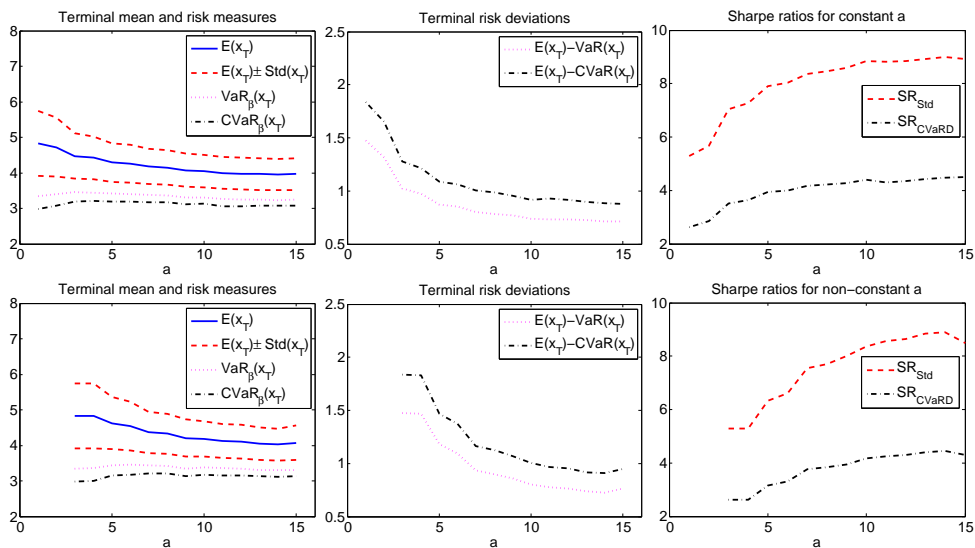 Terminal mean and risk measures
8
7
6
5
4
3
2
0
5
10
15
a
E(x_T)
E(x_T)± Std(x_T)
VaR_β(x_T)
CVaR_β(x_T)
Terminal risk deviations
2.5
2
1.5
1
0.5
0
5
10
15
a
E(x_T)−VaR(x_T)
E(x_T)−CVaR(x_T)
Sharpe ratios for constant a
10
8
6
4
2
0
5
10
15
a
SR_Std
SR_CVaRD
Terminal mean and risk measures
8
7
6
5
4
3
2
0
5
10
15
a
E(x_T)
E(x_T)± Std(x_T)
VaR_β(x_T)
CVaR_β(x_T)
Terminal risk deviations
2.5
2
1.5
1
0.5
0
5
10
15
a
E(x_T)−VaR(x_T)
E(x_T)−CVaR(x_T)
Sharpe ratios for non−constant a
10
8
6
4
2
0
5
10
15
a
SR_Std
SR_CVaRD